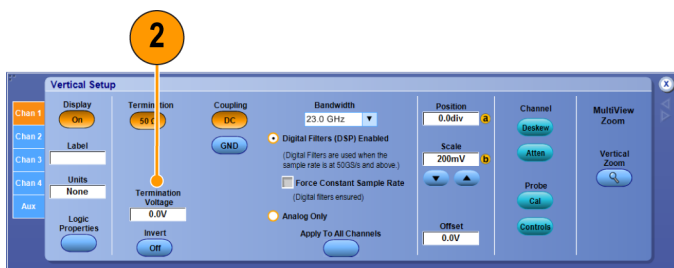 2
Vertical Setup
X
Chan 1
Chan 2
Chan 3
Chan 4
Aux
Display
On
Label
Units
None
Logic
Properties
Termination
50 Ω
Termination
Voltage
0.0V
Invert
Off
Coupling
DC
GND
Bandwidth
23.0 GHz
Digital Filters (DSP) Enabled
(Digital Filters are used when the
sample rate is at 50GS/s and above.)
Force Constant Sample Rate
(Digital filters ensured)
Analog Only
Apply To All Channels
Position
0.0div
a
Scale
200mV
b
Offset
0.0V
Channel
Deskew
Atten
Probe
Cal
Controls
MultiView
Zoom
Vertical
Zoom